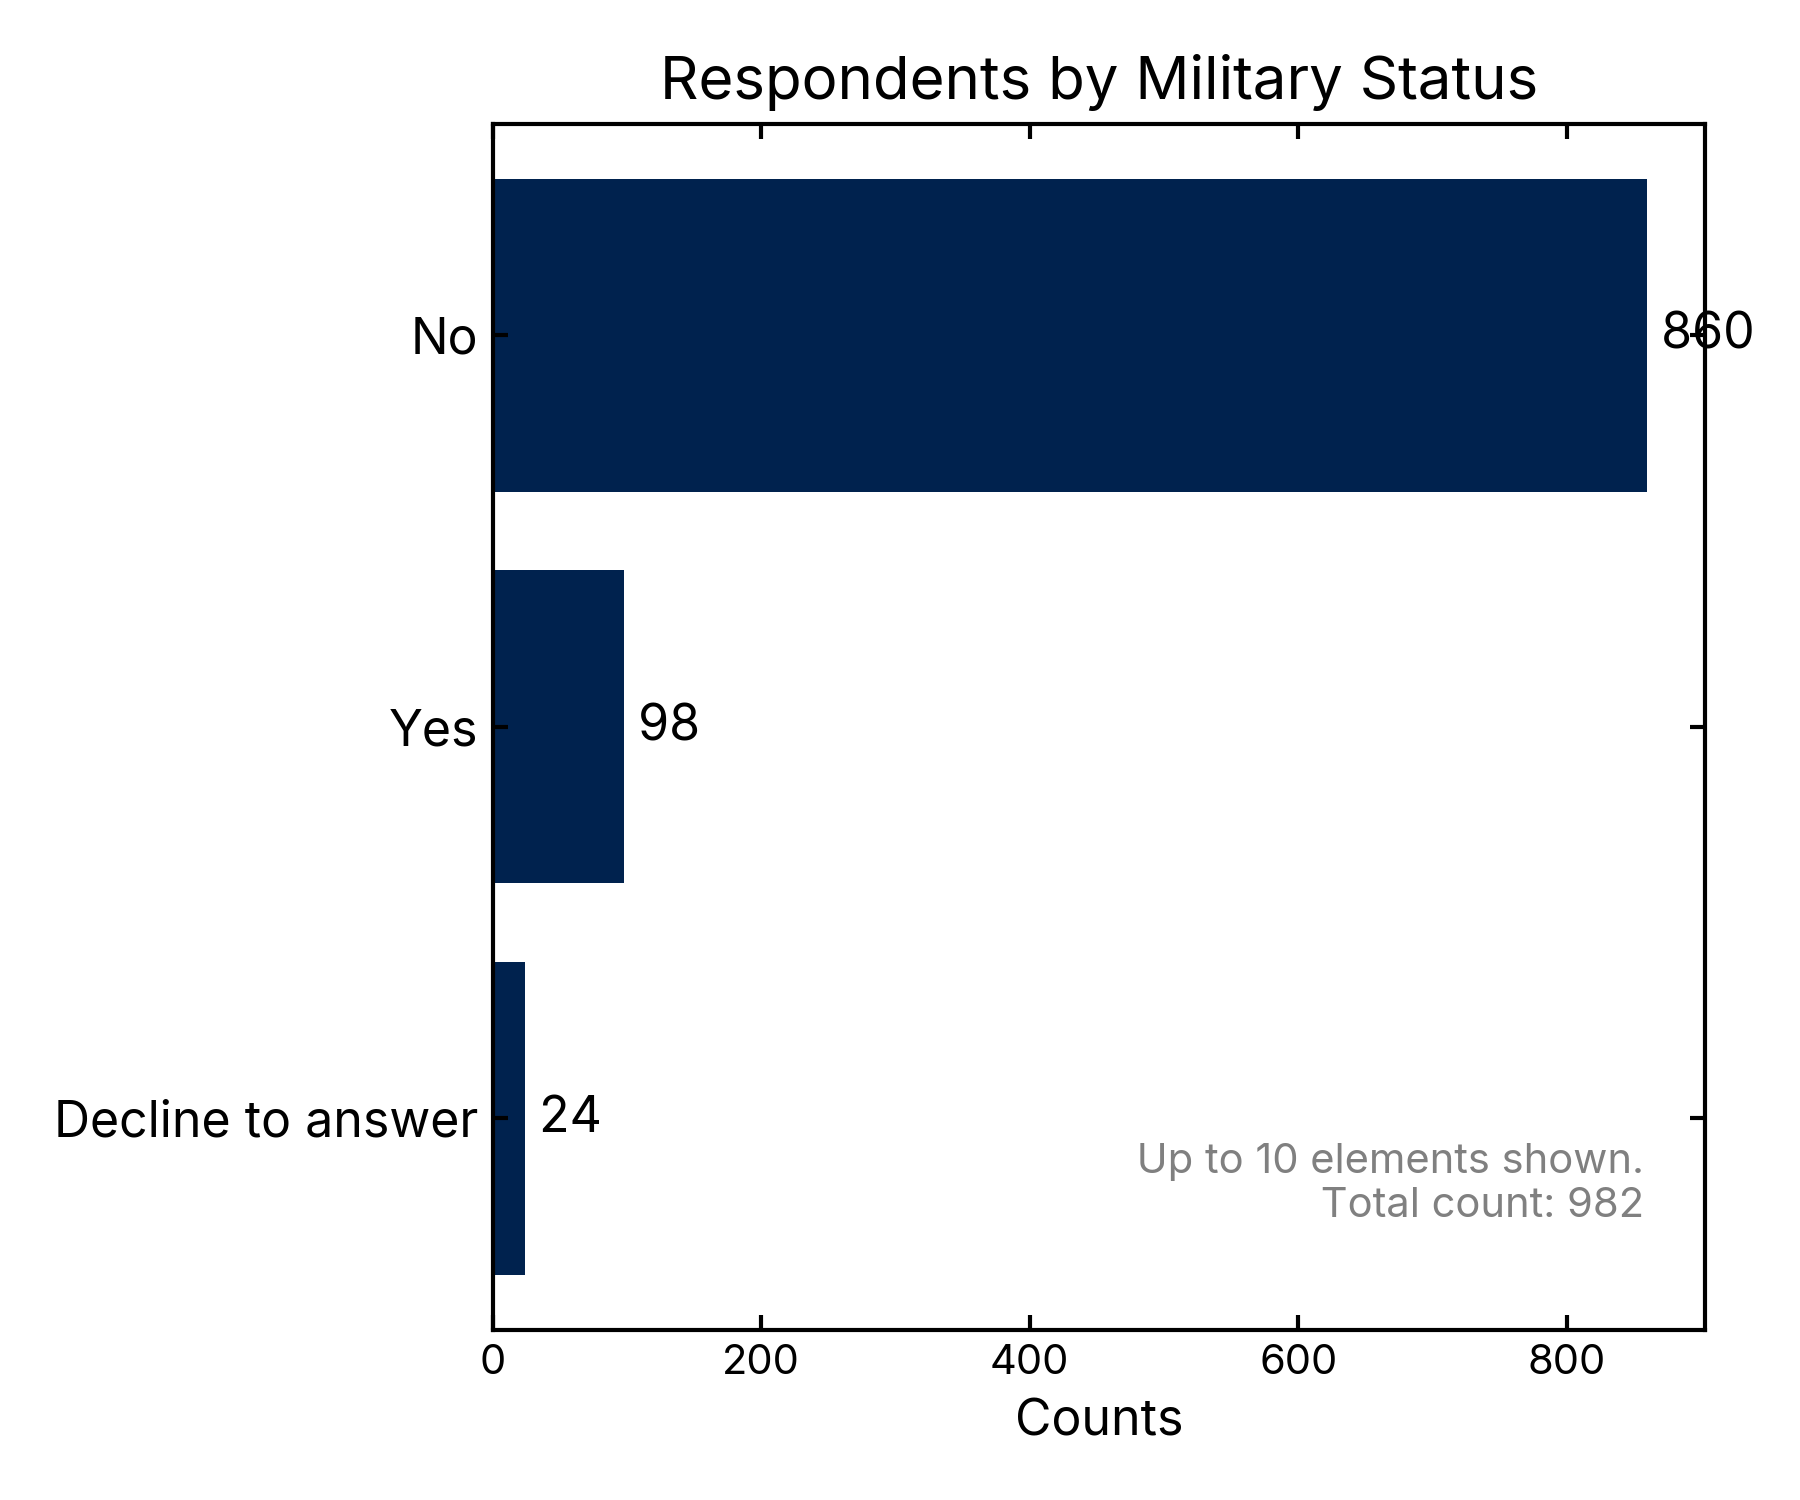 Respondents by Military Status
No
860
Yes
98
Decline to answer
24
Up to 10 elements shown.
Total count: 982
0 200 400 600 800
Counts